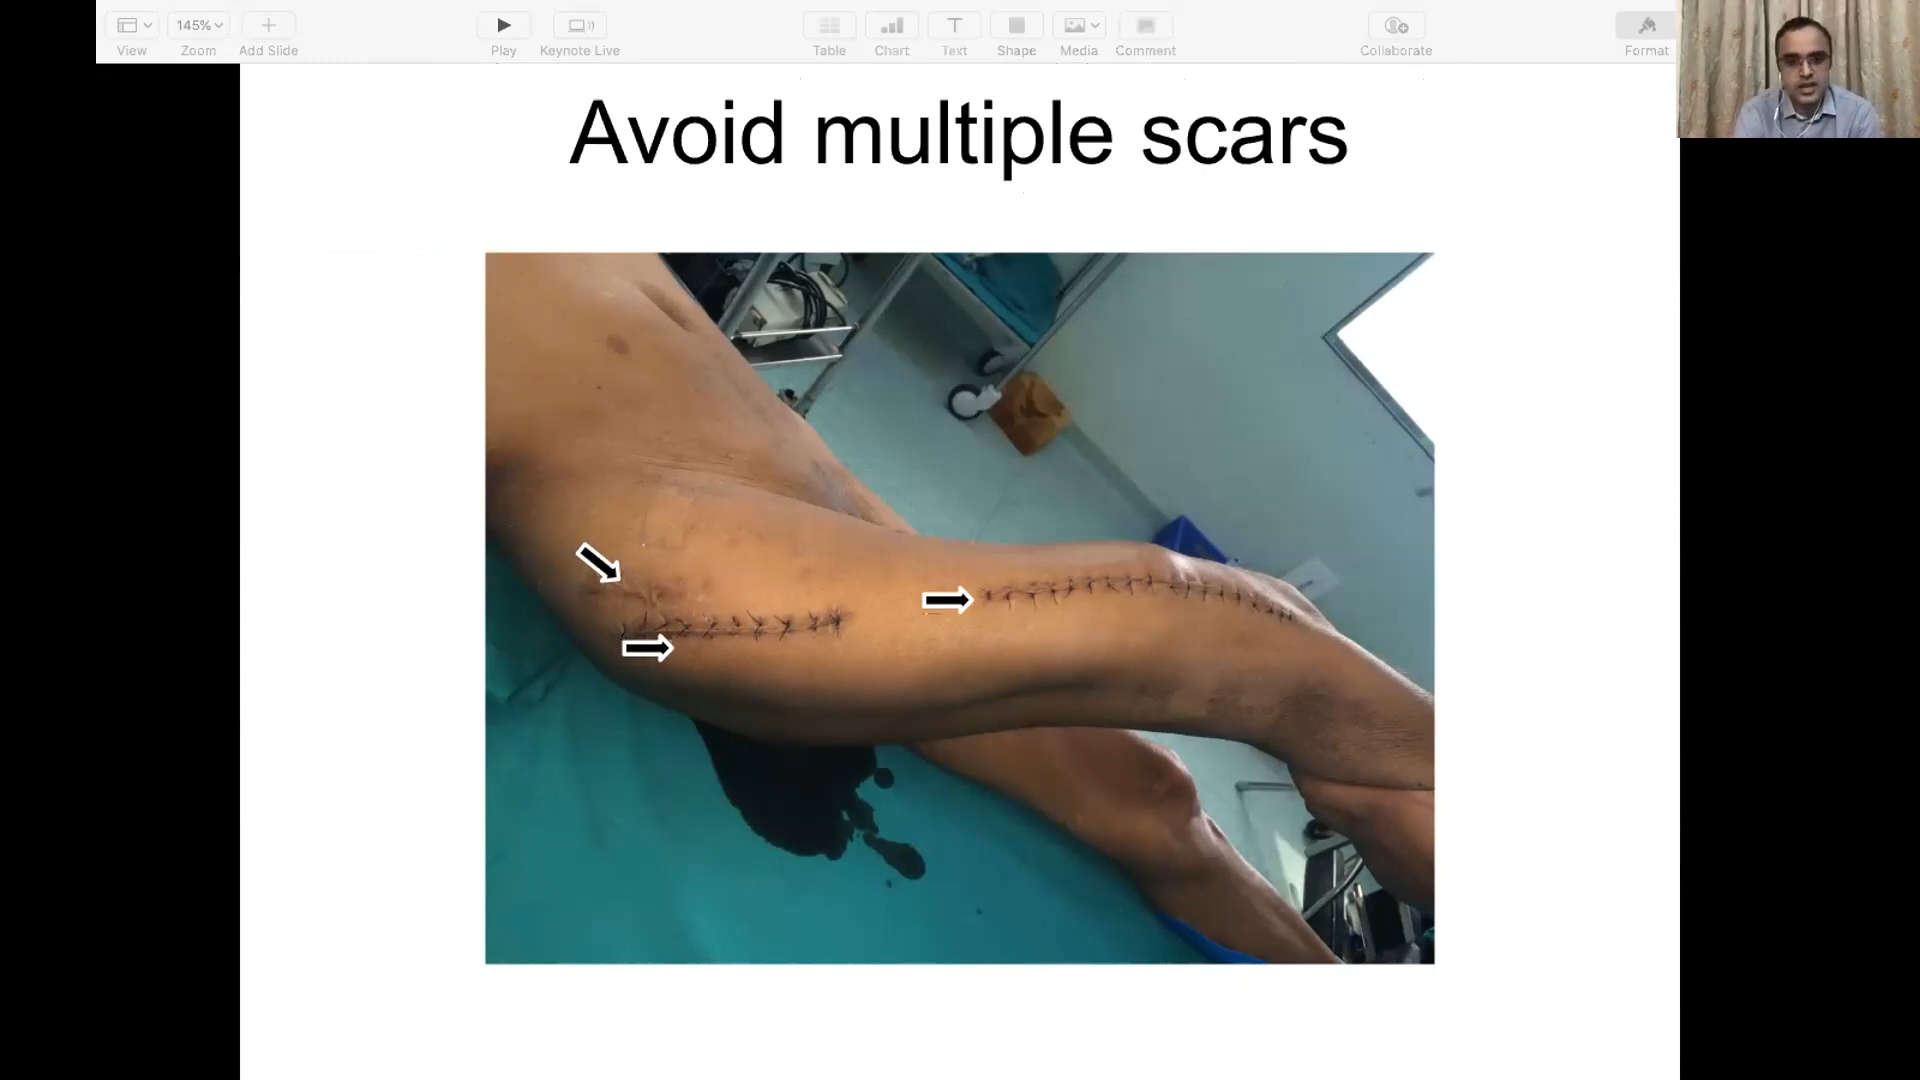 145%
View
Zoom
Add Slide
Play
Keynote Live
Table
Chart
Text
Shape
Media
Comment
Collaborate
Format
Avoid multiple scars